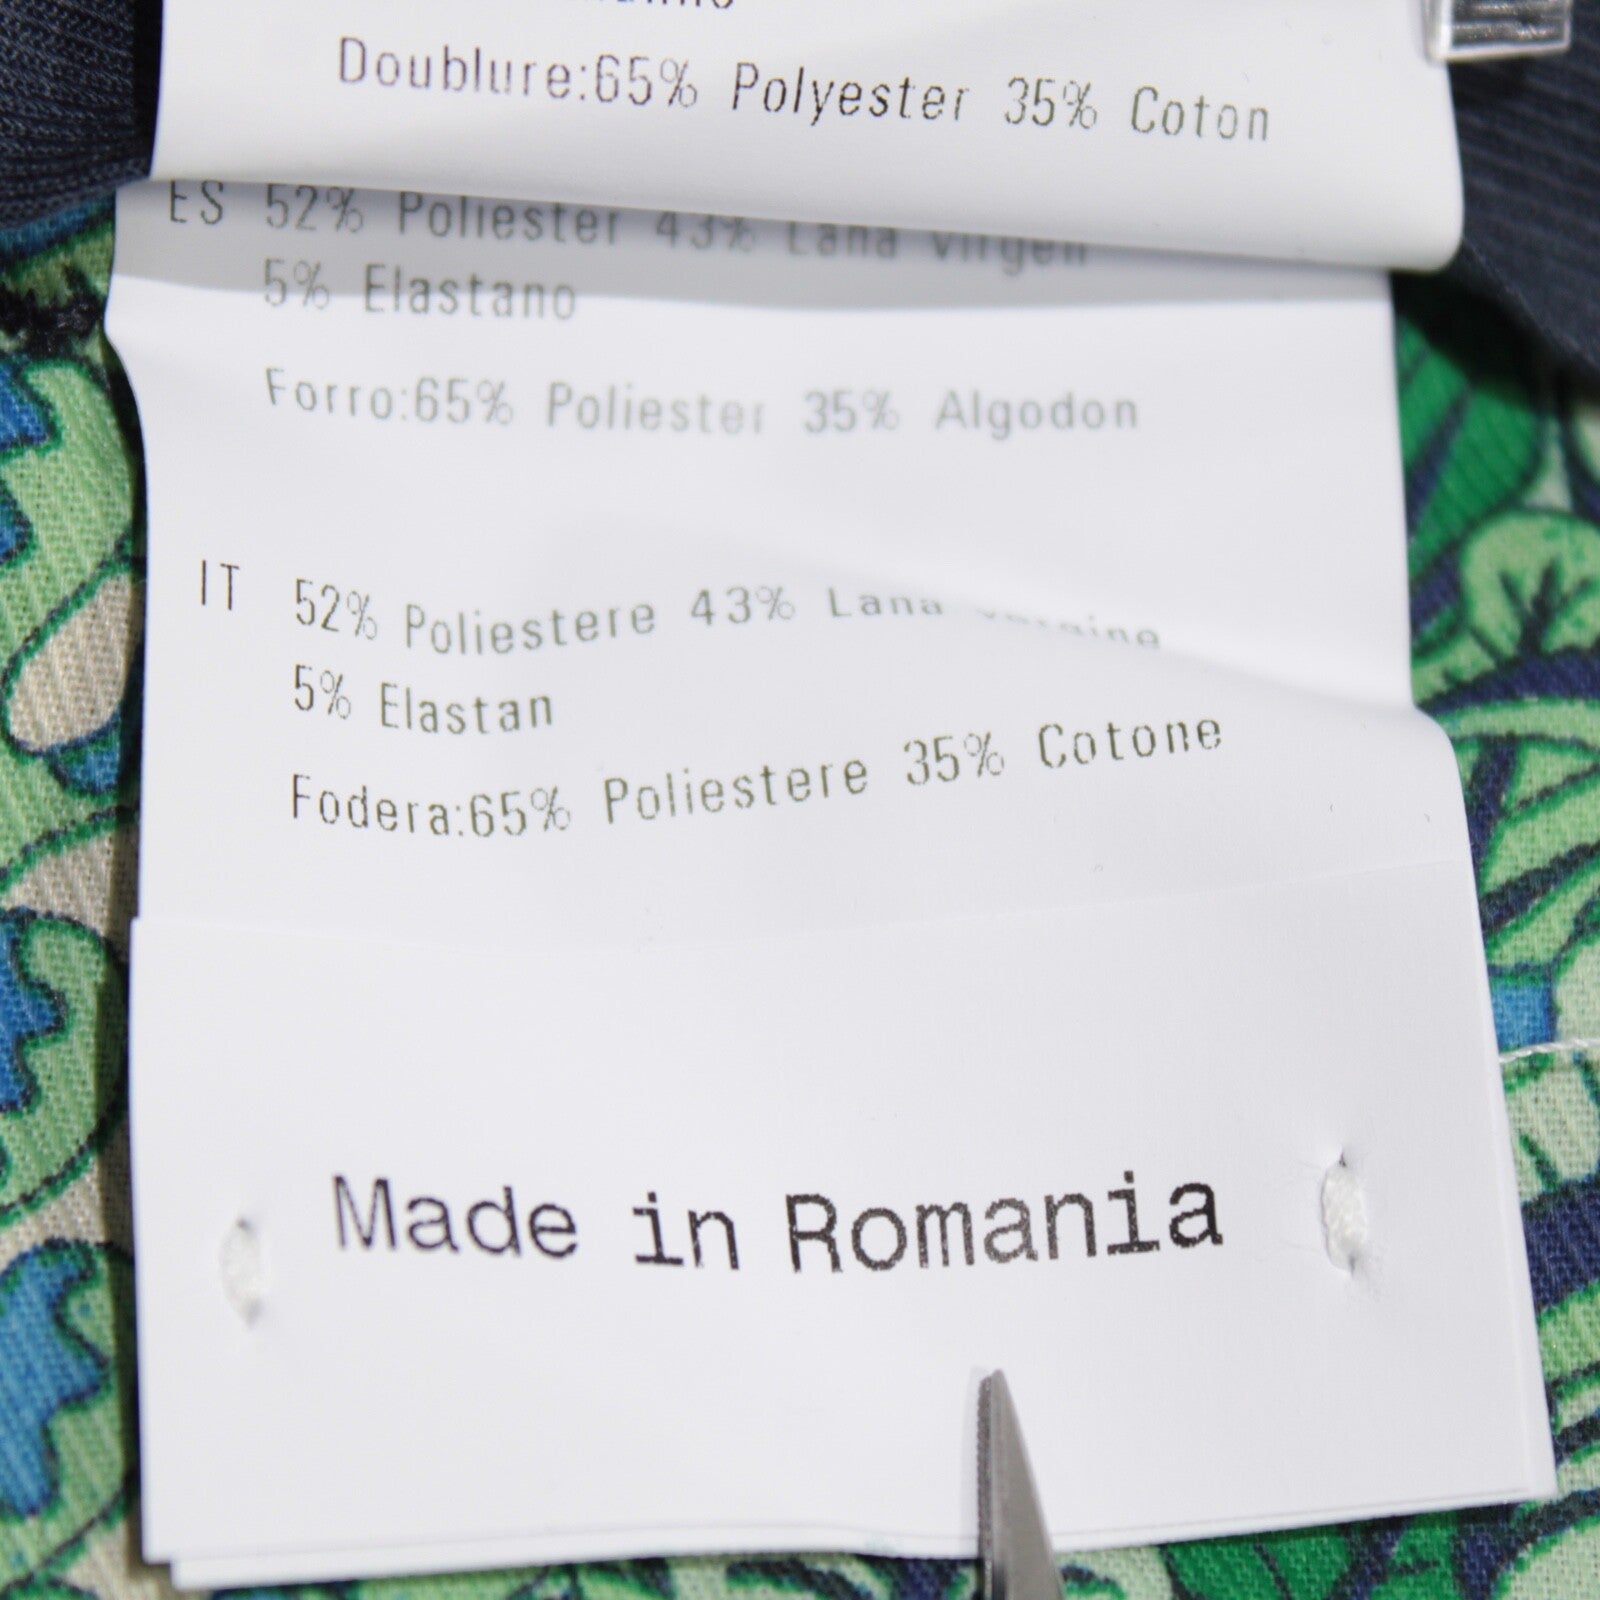 Doublure:65% Polyester 35% Coton
ES 52% Poliester 43% Lana virgen
5% Elastano
Forro:65% Poliester 35% Algodon
IT 52% Poliestere 43% Lana vergine
5% Elastan
Fodera:65% Poliestere 35% Cotone
Made in Romania